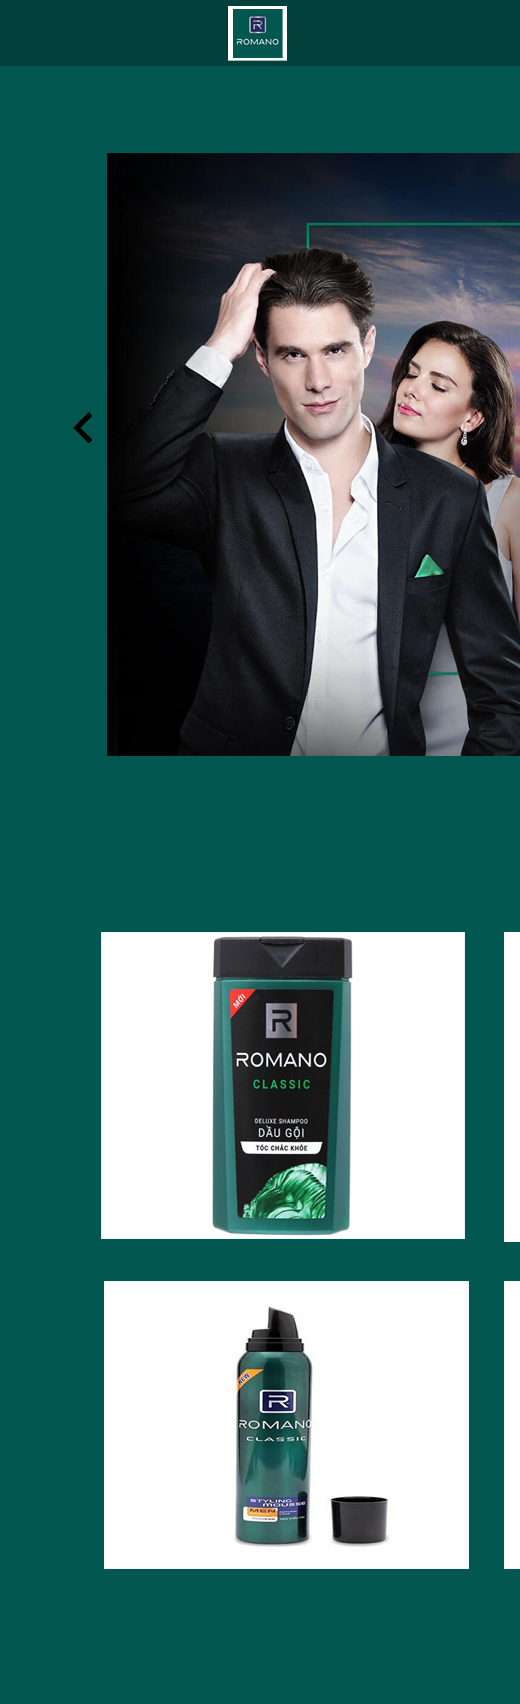 R
ROMANO
MỚI
R
ROMANO
CLASSIC
DELUXE SHAMPOO
DẦU GỘI
TÓC CHẮC KHỎE
NEW
R
ROMANO
CLASSIC
STYLING
MOUSSE
MEN